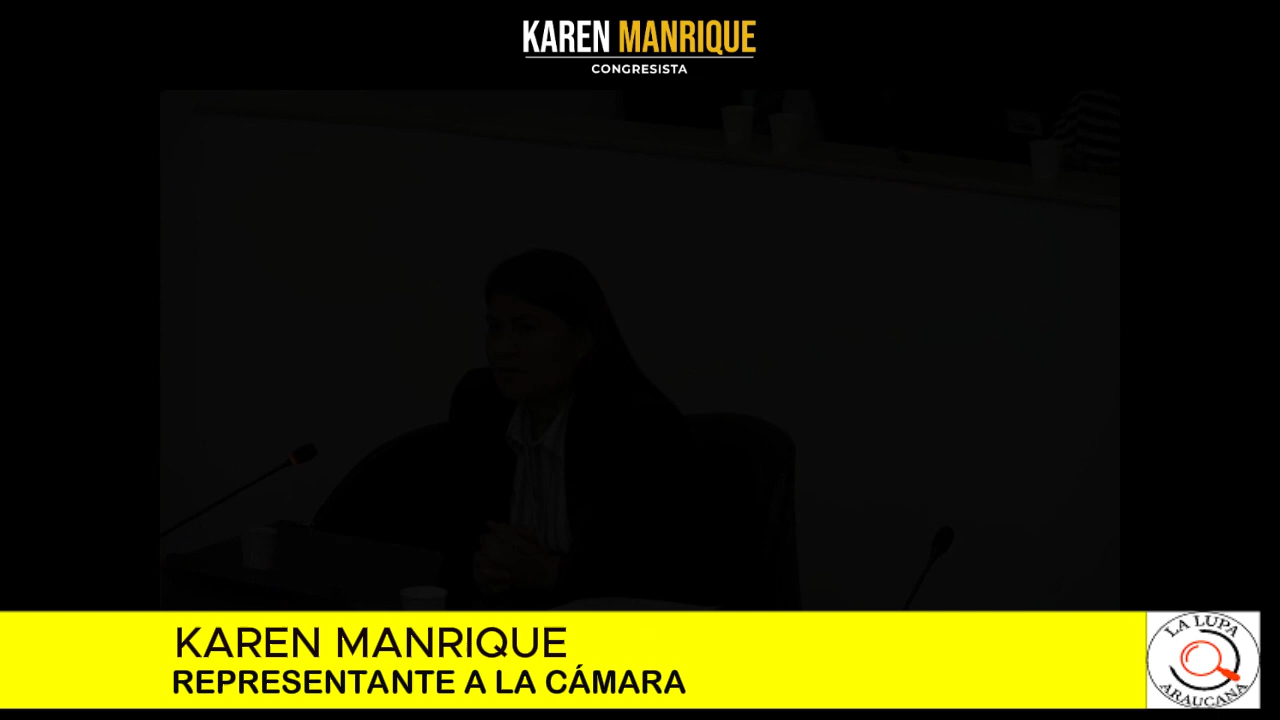 KAREN MANRIQUE
CONGRESISTA
KAREN MANRIQUE
REPRESENTANTE A LA CÁMARA
LA LUPA
ARAUCANA